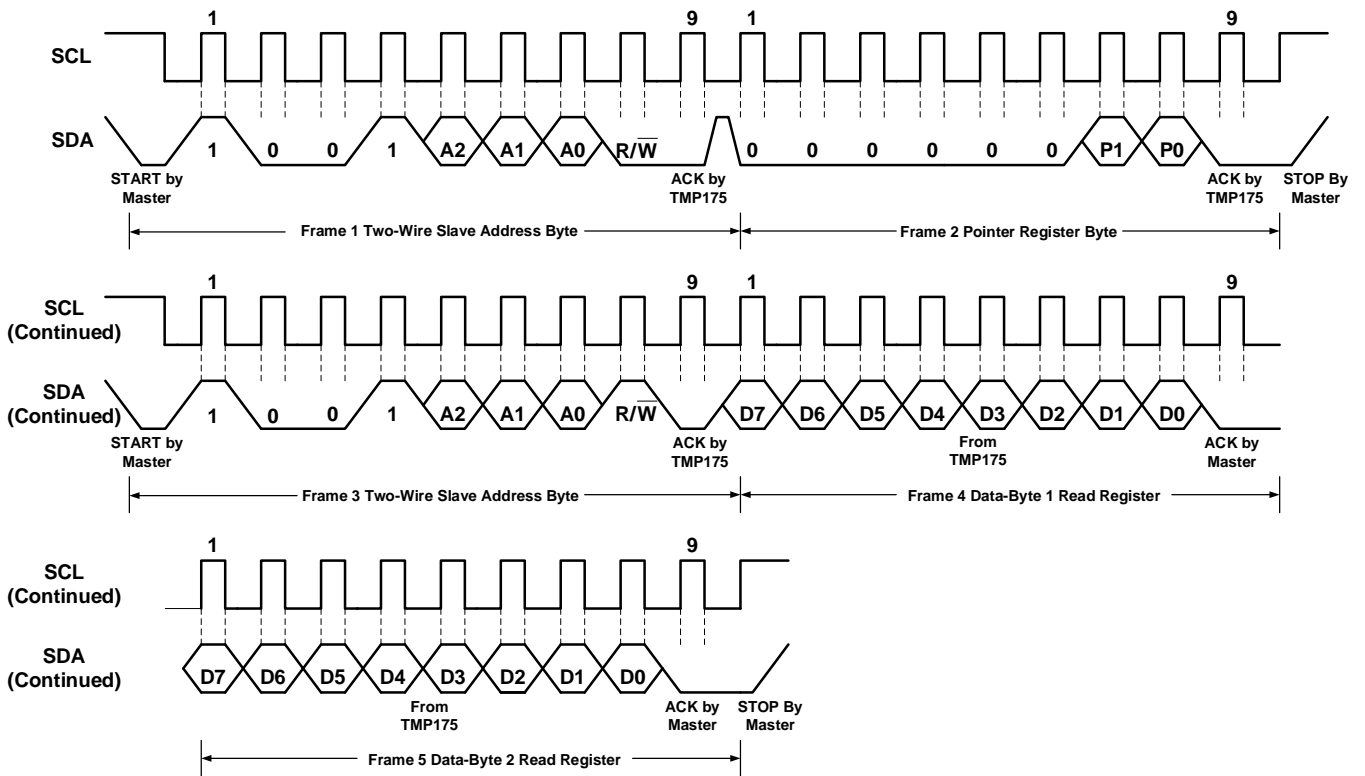 1 9 1 9
SCL
SDA
1 0 0 1 A2 A1 A0 R/W̅ 0 0 0 0 0 0 P1 P0
START by
Master
ACK by
TMP175
ACK by
TMP175
STOP By
Master
Frame 1 Two-Wire Slave Address Byte
Frame 2 Pointer Register Byte
1 9 1 9
SCL
(Continued)
SDA
(Continued)
1 0 0 1 A2 A1 A0 R/W̅ D7 D6 D5 D4 D3 D2 D1 D0
START by
Master
ACK by
TMP175
From
TMP175
ACK by
Master
Frame 3 Two-Wire Slave Address Byte
Frame 4 Data-Byte 1 Read Register
1 9
SCL
(Continued)
SDA
(Continued)
D7 D6 D5 D4 D3 D2 D1 D0
From
TMP175
ACK by
Master
STOP By
Master
Frame 5 Data-Byte 2 Read Register